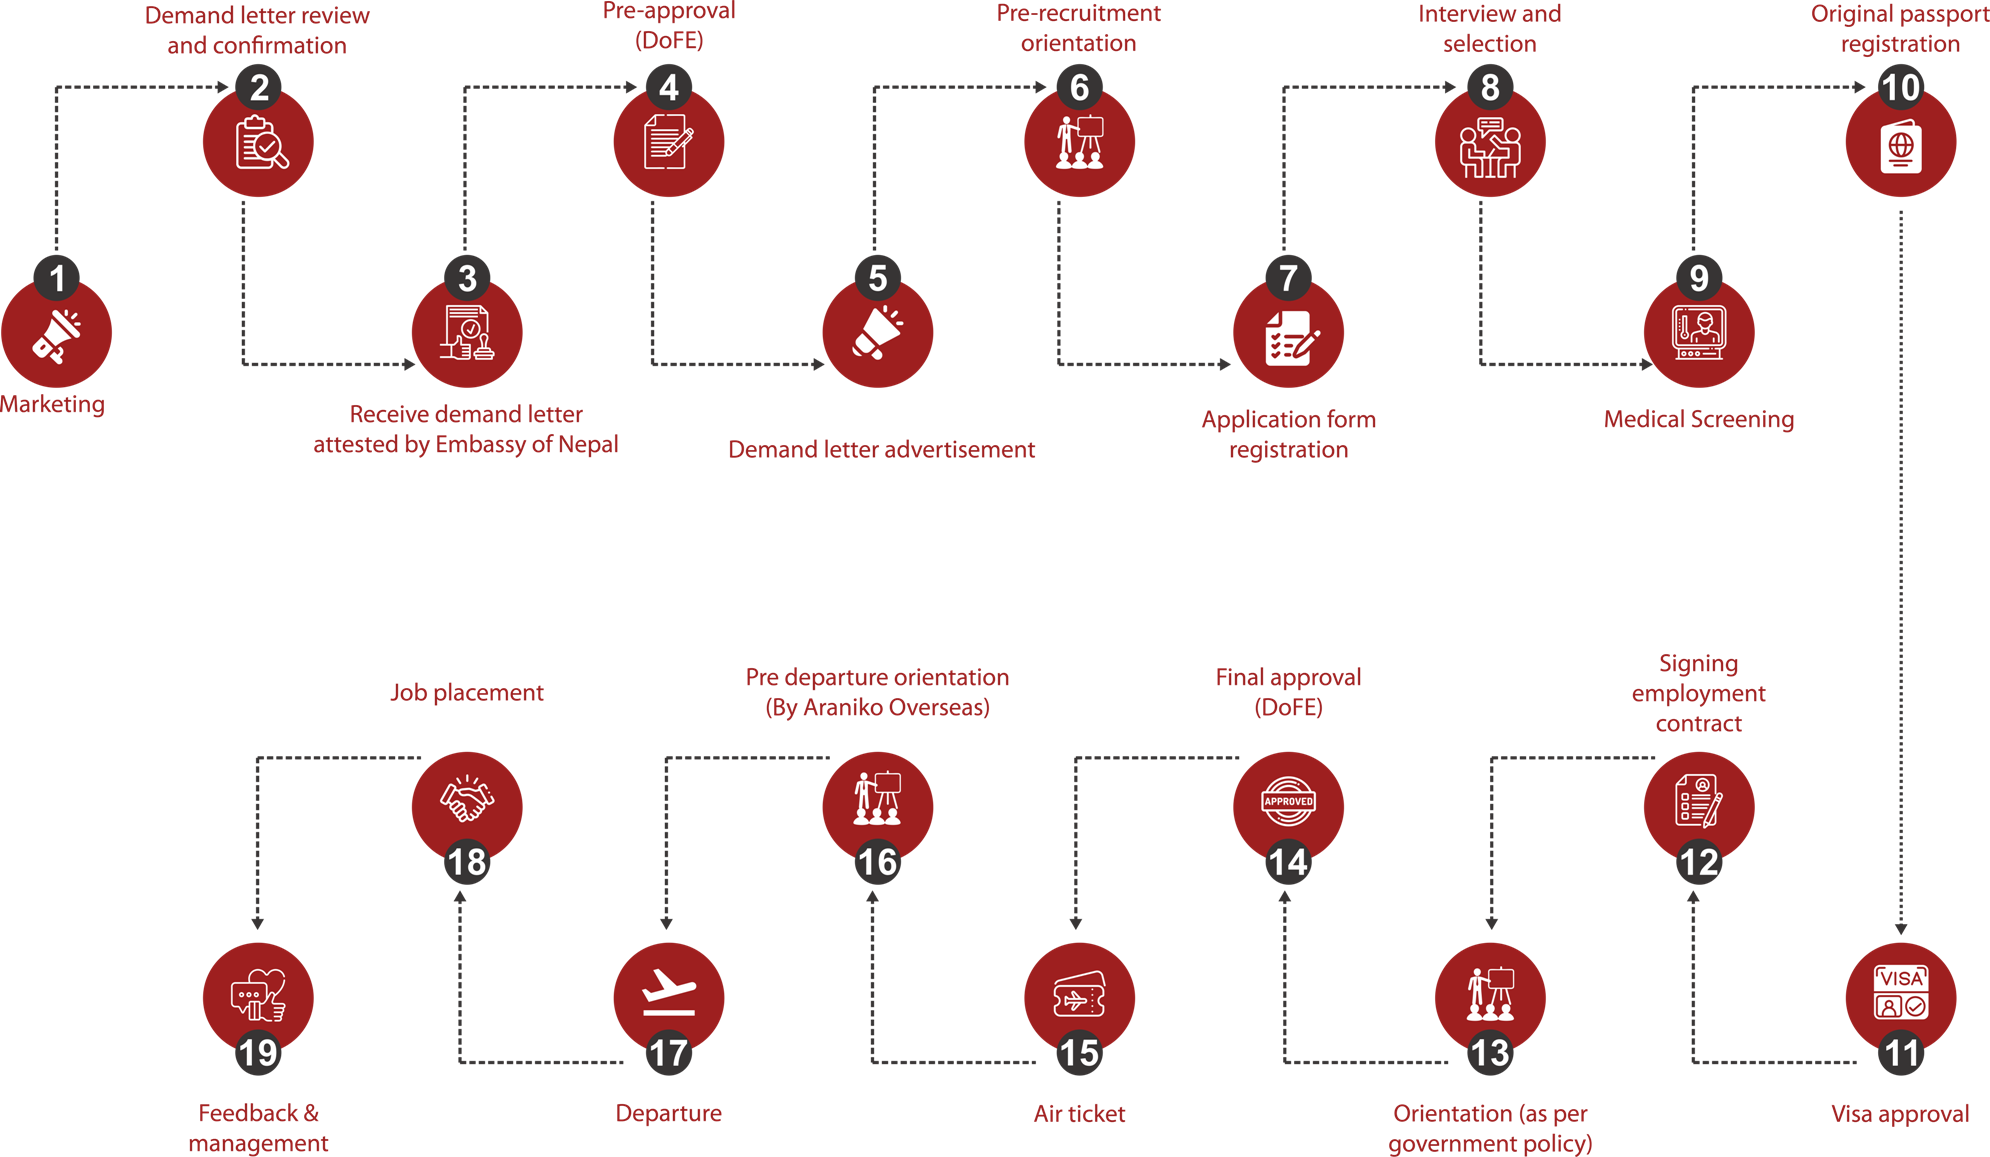 1
Marketing
2
Demand letter review
and confirmation
3
Receive demand letter
attested by Embassy of Nepal
4
Pre-approval
(DoFE)
5
Demand letter advertisement
6
Pre-recruitment
orientation
7
Application form
registration
8
Interview and
selection
9
Medical Screening
10
Original passport
registration
VISA
11
Visa approval
Signing
employment
contract
12
13
Orientation (as per
government policy)
Final approval
(DoFE)
APPROVED
14
15
Air ticket
Pre departure orientation
(By Araniko Overseas)
16
17
Departure
Job placement
18
19
Feedback &
management